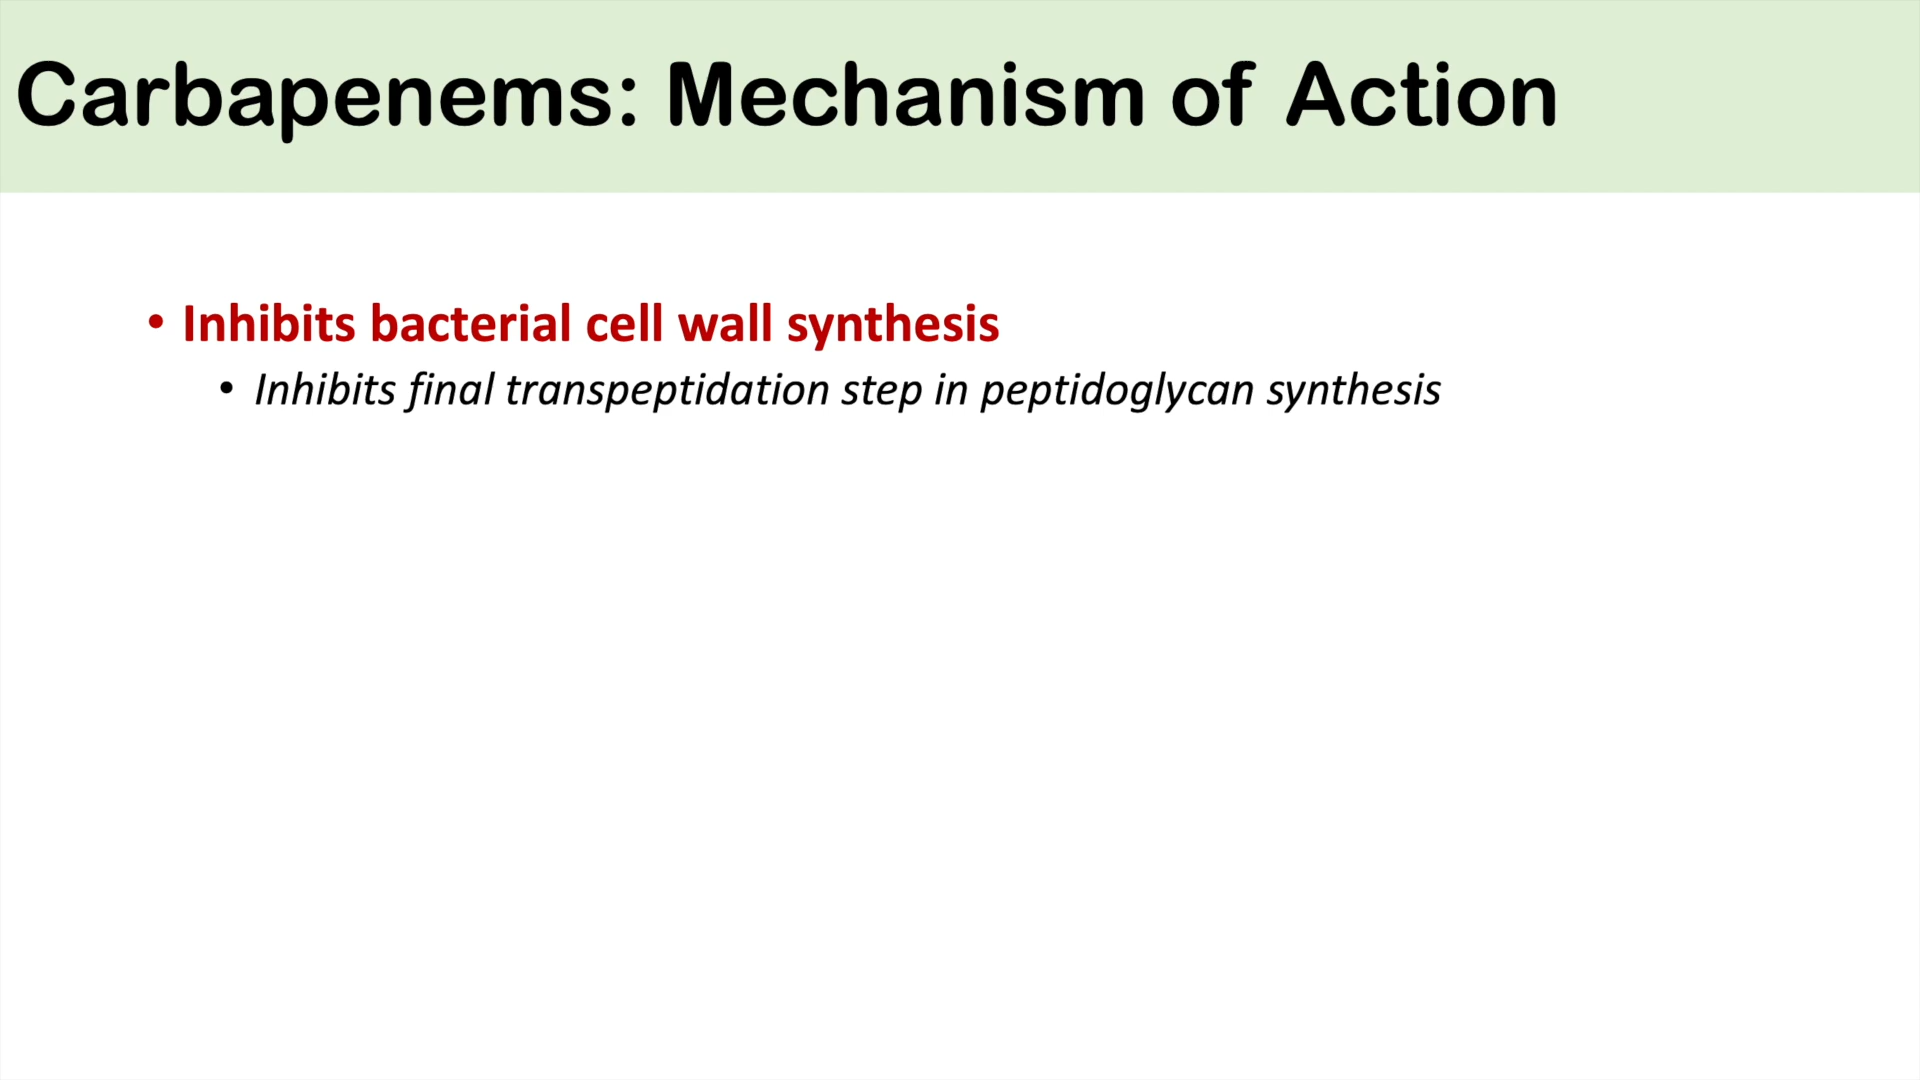 Carbapenems: Mechanism of Action
• Inhibits bacterial cell wall synthesis
• Inhibits final transpeptidation step in peptidoglycan synthesis